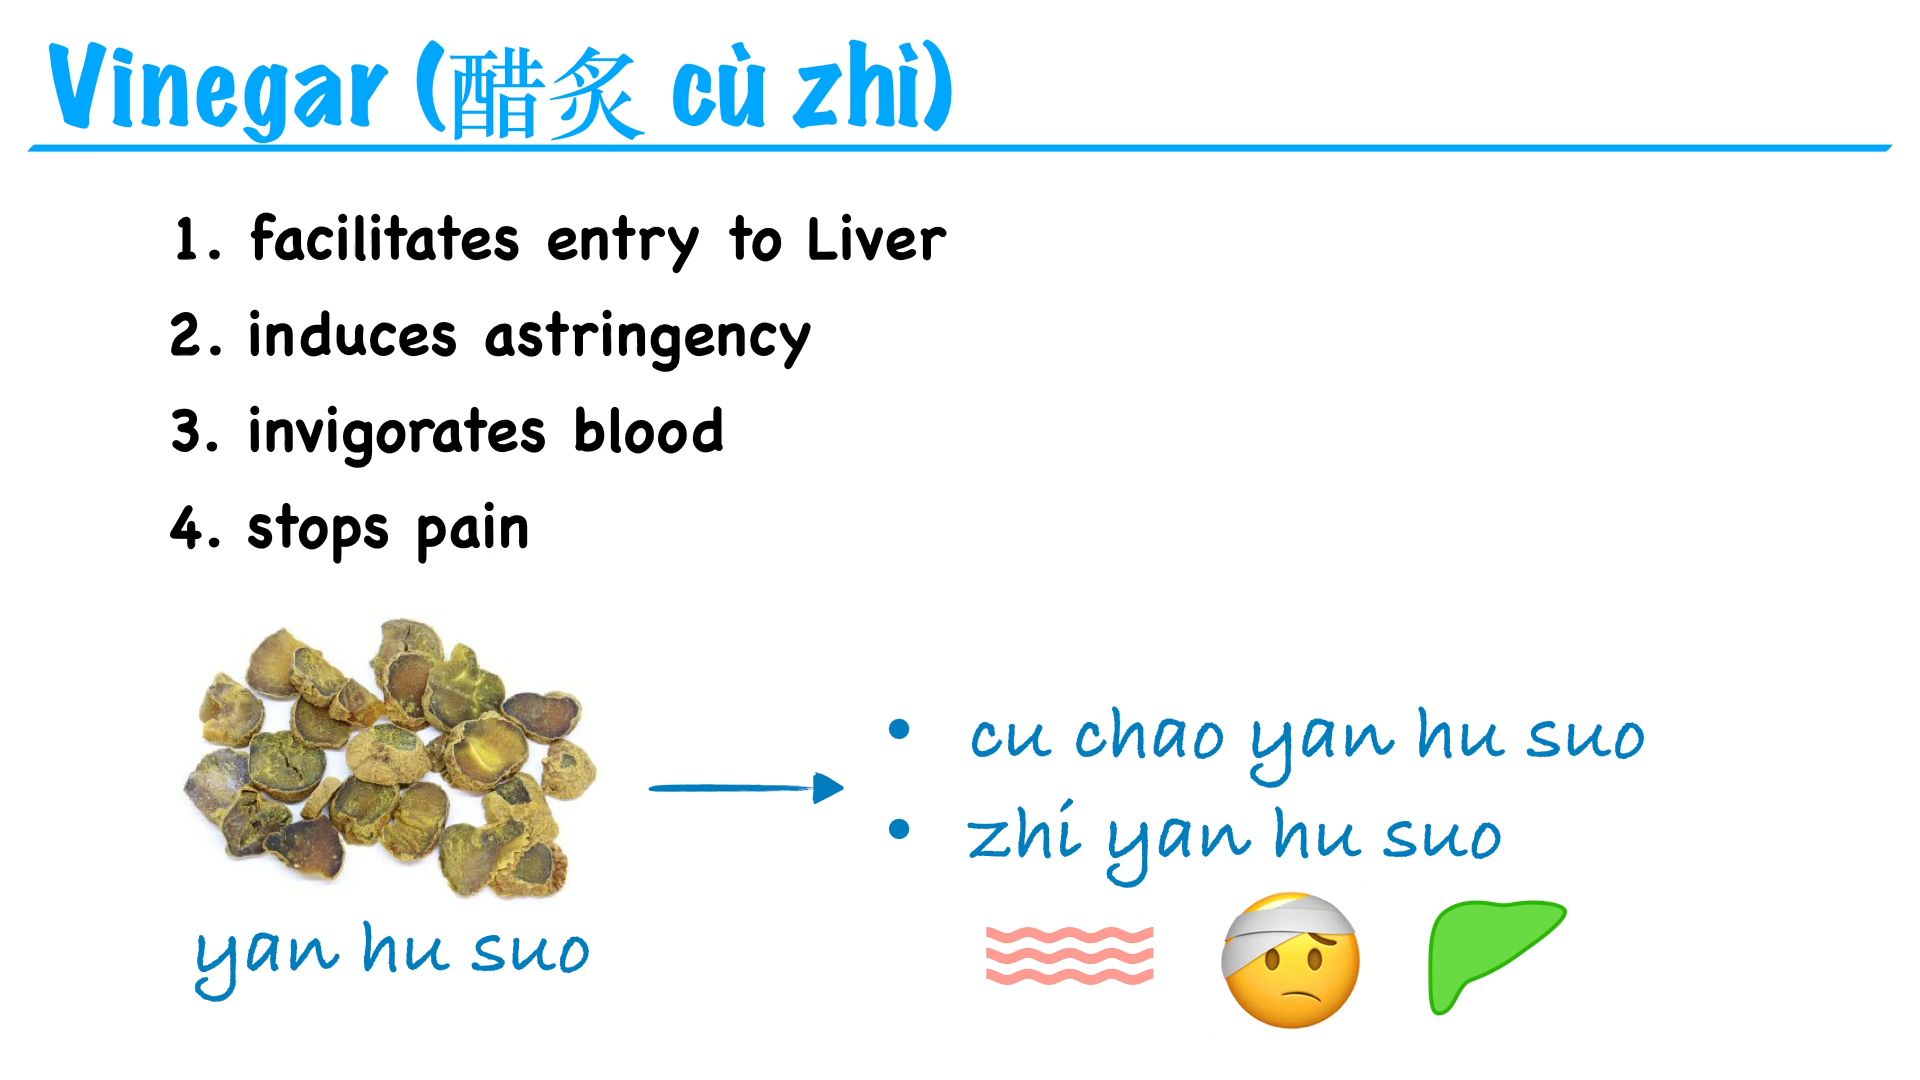 Vinegar (醋炙 cù zhì)
1. facilitates entry to Liver
2. induces astringency
3. invigorates blood
4. stops pain
• cu chao yan hu suo
• zhí yan hu suo
yan hu suo